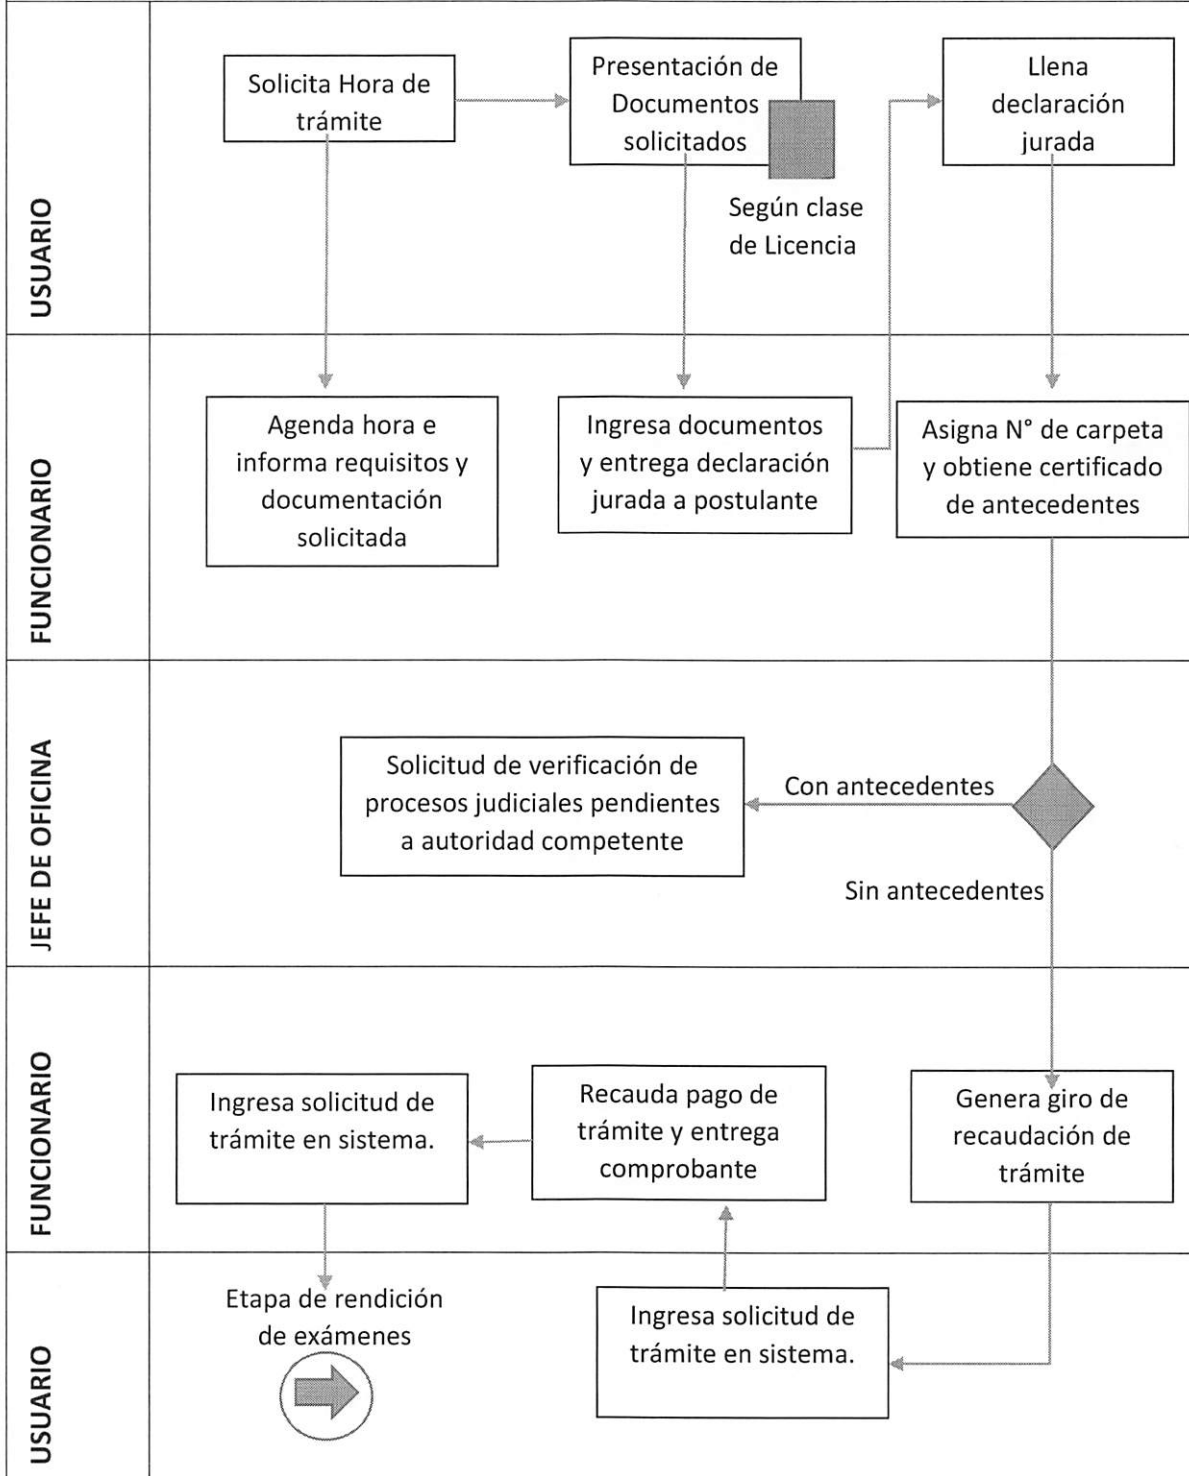 USUARIO
Solicita Hora de
trámite
Presentación de
Documentos
solicitados
Según clase
de Licencia
Llena
declaración
jurada
FUNCIONARIO
Agenda hora e
informa requisitos y
documentación
solicitada
Ingresa documentos
y entrega declaración
jurada a postulante
Asigna N° de carpeta
y obtiene certificado
de antecedentes
JEFE DE OFICINA
Solicitud de verificación de
procesos judiciales pendientes
a autoridad competente
Con antecedentes
Sin antecedentes
FUNCIONARIO
Ingresa solicitud de
trámite en sistema.
Recauda pago de
trámite y entrega
comprobante
Genera giro de
recaudación de
trámite
USUARIO
Etapa de rendición
de exámenes
Ingresa solicitud de
trámite en sistema.